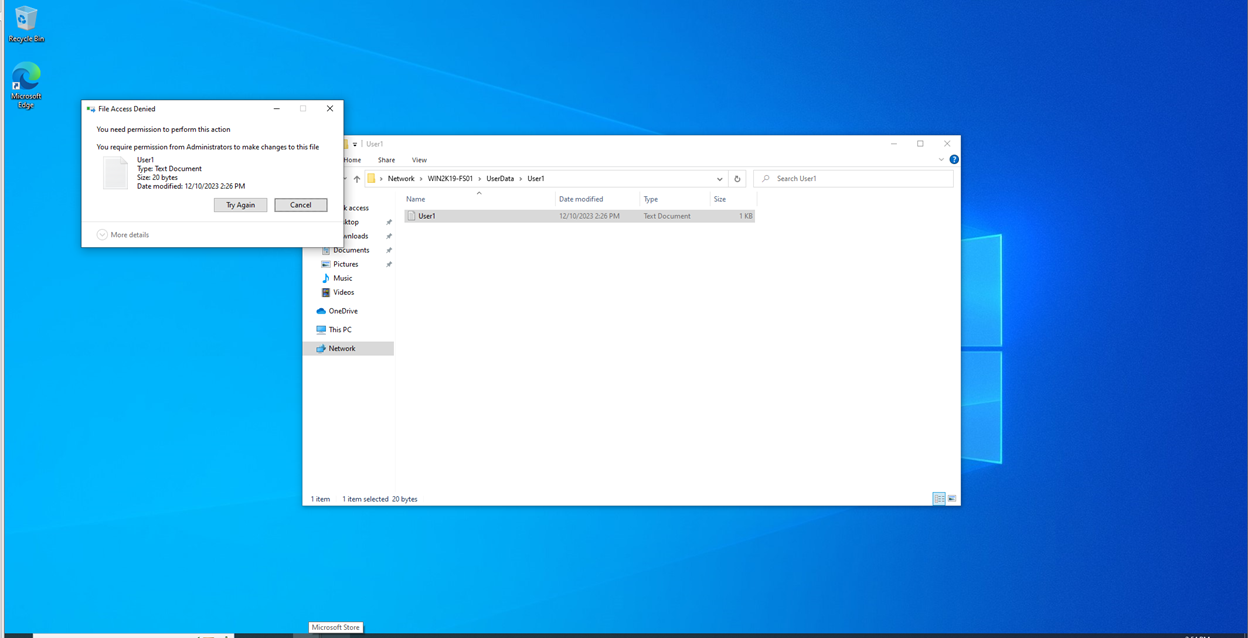 Recycle Bin
Microsoft
Edge
File Access Denied
You need permission to perform this action
You require permission from Administrators to make changes to this file
User1
Type: Text Document
Size: 20 bytes
Date modified: 12/10/2023 2:26 PM
Try Again
Cancel
More details
User1
Home Share View
Network WIN2K19-FS01 UserData User1
Search User1
Name Date modified Type Size
User1 12/10/2023 2:26 PM Text Document 1 KB
k access
ktop
wnloads
Documents
Pictures
Music
Videos
OneDrive
This PC
Network
1 item 1 item selected 20 bytes
Microsoft Store